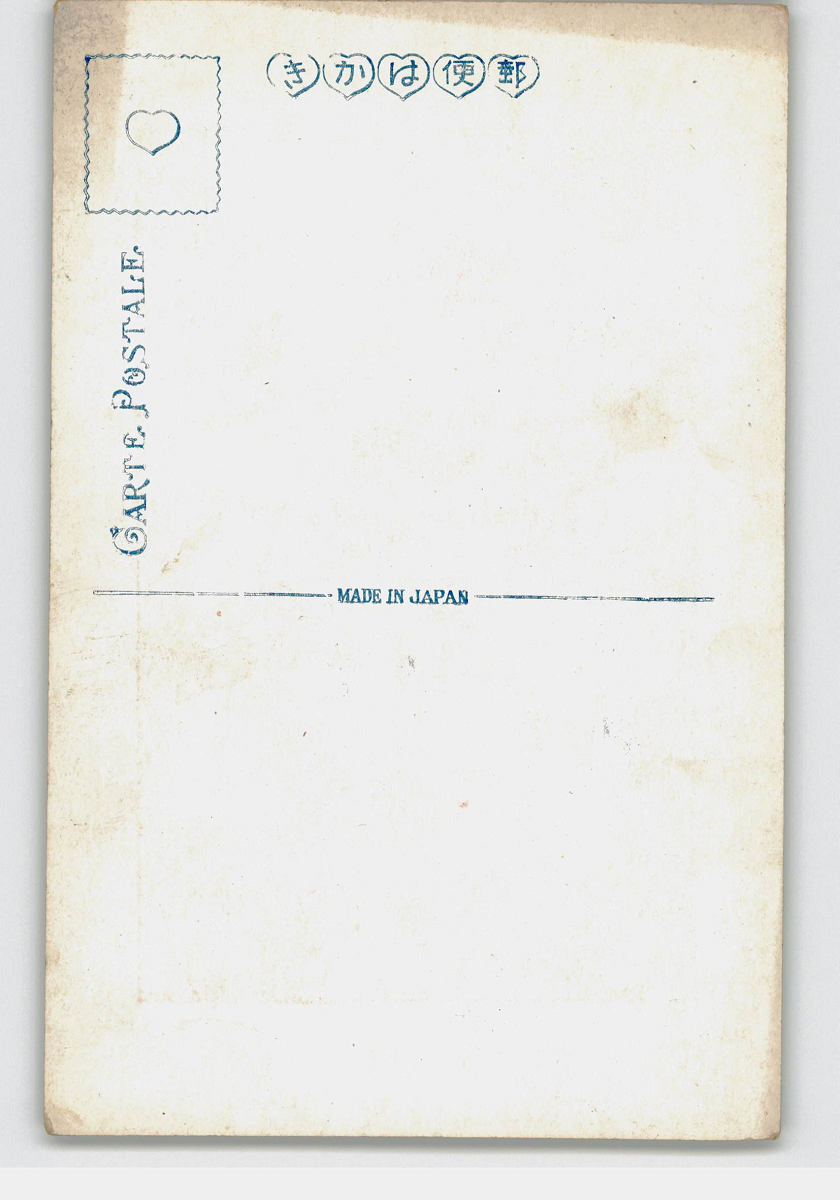 きかは便郵
CARTE POSTALE
MADE IN JAPAN